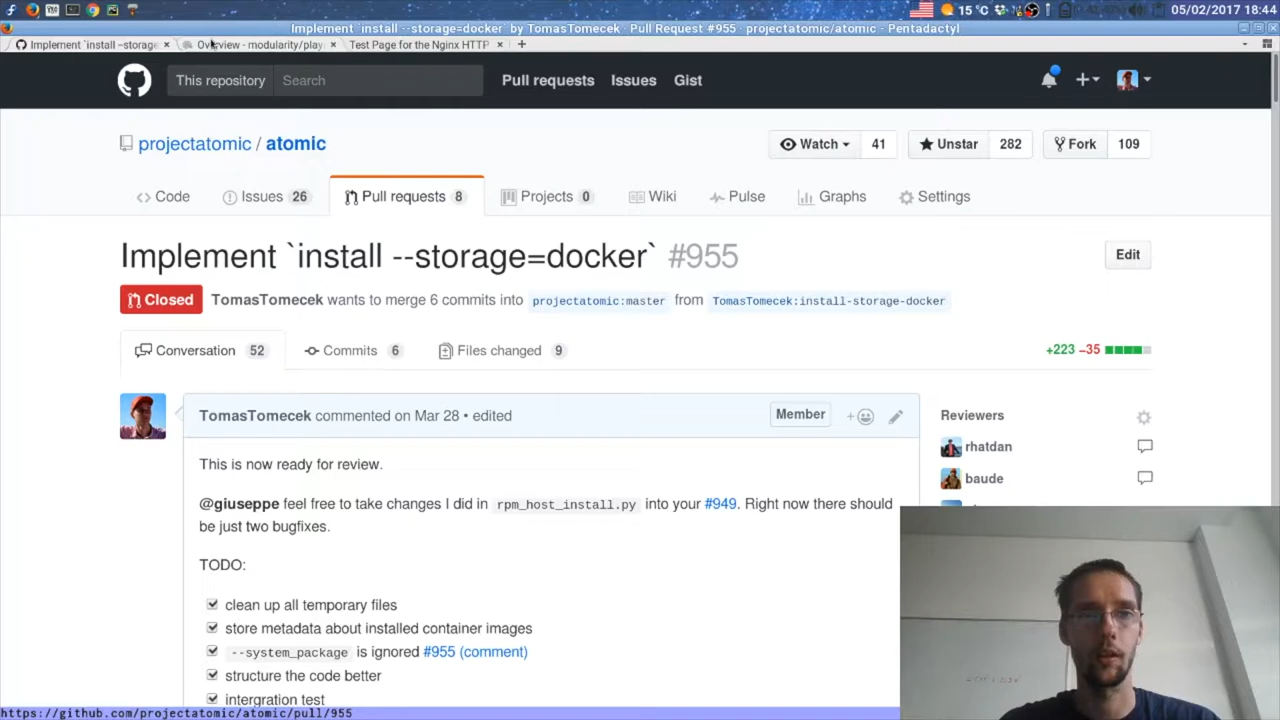 15 °C
05/02/2017 18:44
Implement `install --storage=docker` by TomasTomecek · Pull Request #955 · projectatomic/atomic - Pentadactyl
Implement `install –storage
Overview - modularity/play
Test Page for the Nginx HTTP
This repository
Search
Pull requests
Issues
Gist
projectatomic / atomic
Watch
41
Unstar
282
Fork
109
Code
Issues 26
Pull requests 8
Projects 0
Wiki
Pulse
Graphs
Settings
Implement `install --storage=docker` #955
Edit
Closed
TomasTomecek wants to merge 6 commits into projectatomic:master from TomasTomecek:install-storage-docker
Conversation 52
Commits 6
Files changed 9
+223 −35
TomasTomecek commented on Mar 28 • edited
Member
This is now ready for review.
@giuseppe feel free to take changes I did in rpm_host_install.py into your #949. Right now there should
be just two bugfixes.
TODO:
clean up all temporary files
store metadata about installed container images
--system_package is ignored #955 (comment)
structure the code better
intergration test
Reviewers
rhatdan
baude
https://github.com/projectatomic/atomic/pull/955